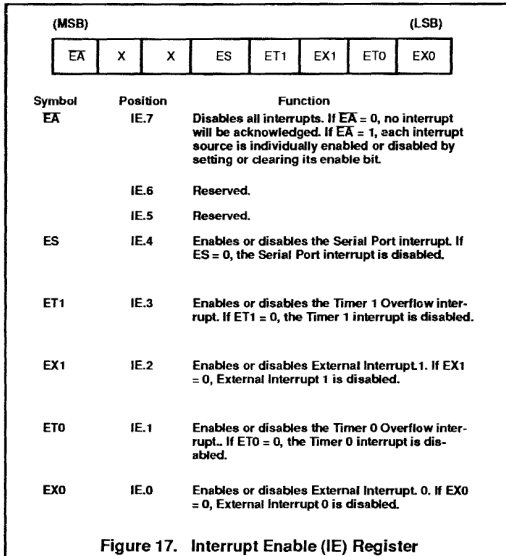 (MSB) (LSB)
E̅A̅ X X ES ET1 EX1 ET0 EX0
Symbol Position Function
E̅A̅ IE.7 Disables all interrupts. If E̅A̅ = 0, no interrupt
will be acknowledged. If E̅A̅ = 1, each interrupt
source is individually enabled or disabled by
setting or clearing its enable bit.
IE.6 Reserved.
IE.5 Reserved.
ES IE.4 Enables or disables the Serial Port interrupt. If
ES = 0, the Serial Port interrupt is disabled.
ET1 IE.3 Enables or disables the Timer 1 Overflow inter-
rupt. If ET1 = 0, the Timer 1 interrupt is disabled.
EX1 IE.2 Enables or disables External Interrupt.1. If EX1
= 0, External Interrupt 1 is disabled.
ET0 IE.1 Enables or disables the Timer 0 Overflow inter-
rupt.. If ET0 = 0, the Timer 0 interrupt is dis-
abled.
EX0 IE.0 Enables or disables External Interrupt. 0. If EX0
= 0, External Interrupt 0 is disabled.
Figure 17. Interrupt Enable (IE) Register